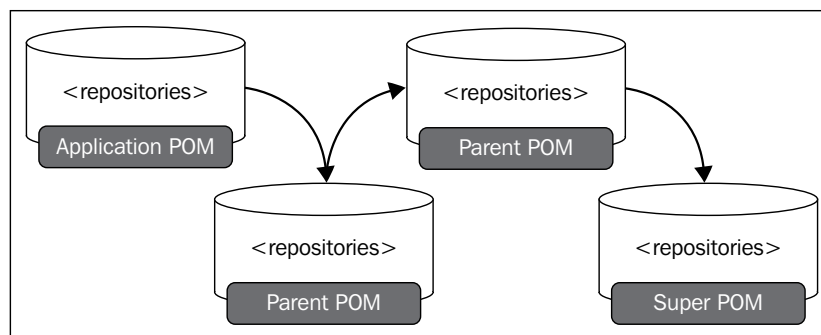 <repositories>
Application POM
<repositories>
Parent POM
<repositories>
Parent POM
<repositories>
Super POM